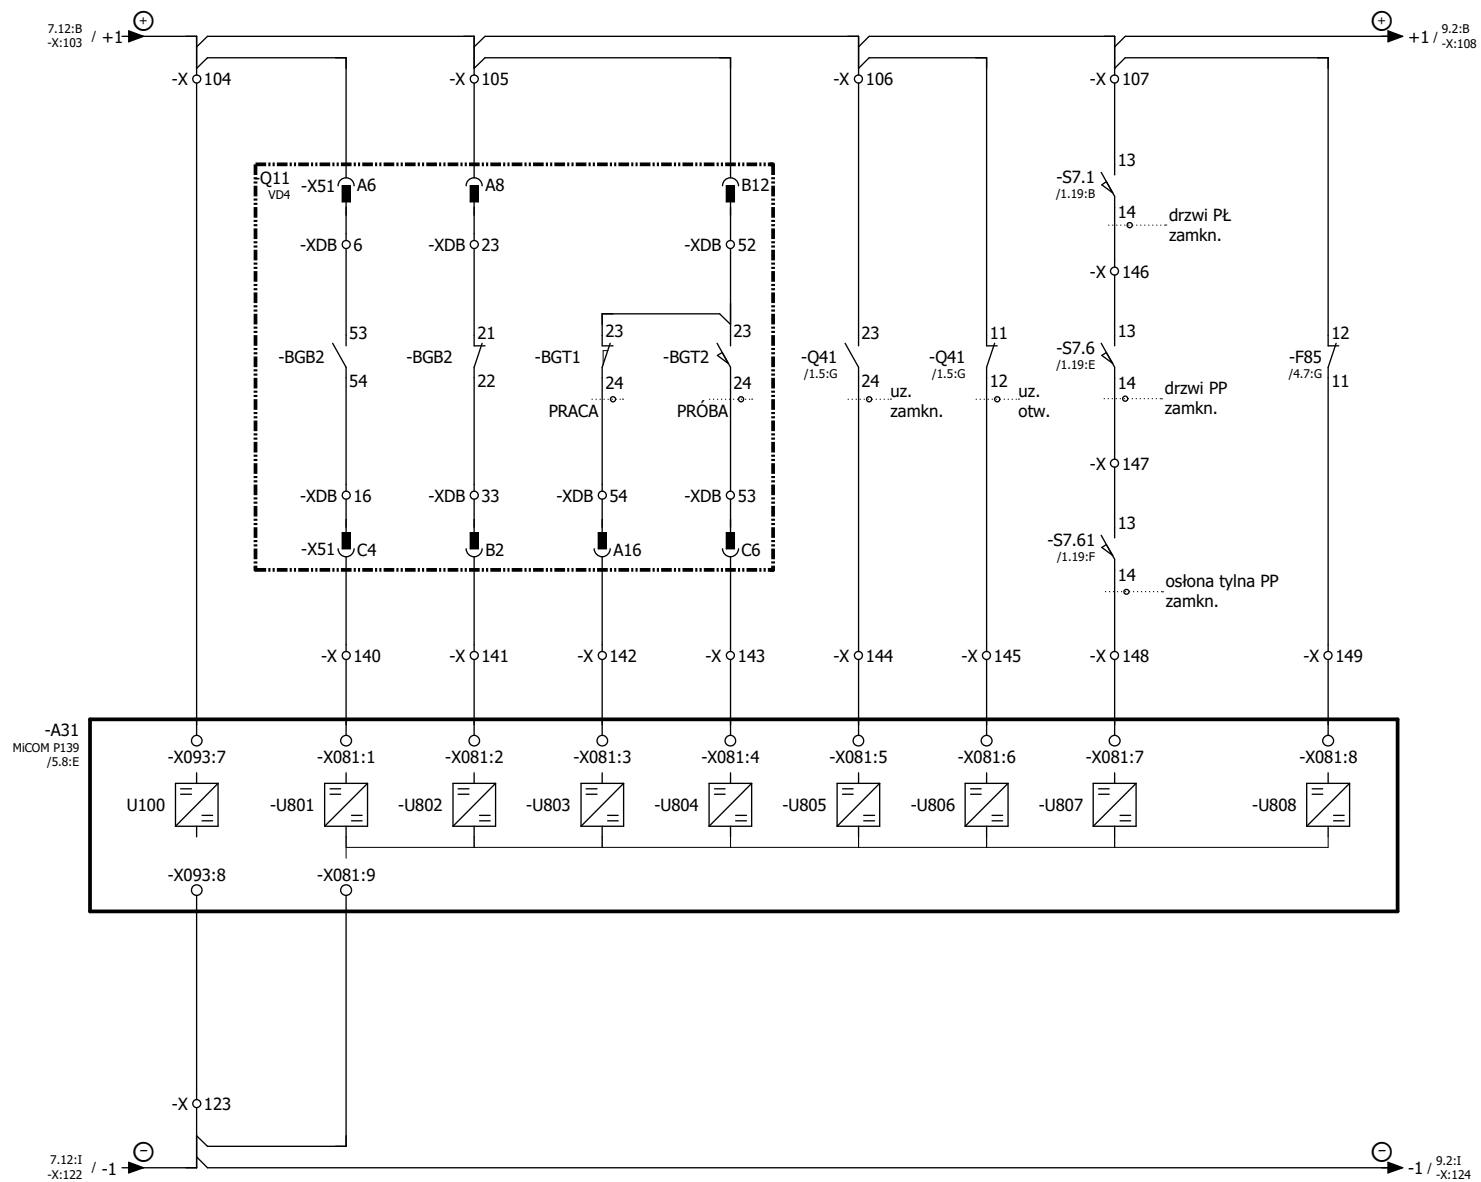 7.12:B
-X:103
/ +1
+
+
+1 /
9.2:B
-X:108
-X 104
-X 105
-X 106
-X 107
Q11
VD4
-X51 A6
A8
B12
13
-S7.1
/1.19:B
14
drzwi PŁ
zamkn.
-XDB 6
-XDB 23
-XDB 52
-X 146
53
-BGB2
54
21
-BGB2
22
23
-BGT1
24
PRACA
23
-BGT2
24
PRÓBA
23
-Q41
/1.5:G
24
uz.
zamkn.
11
-Q41
/1.5:G
12
uz.
otw.
13
-S7.6
/1.19:E
14
drzwi PP
zamkn.
12
-F85
/4.7:G
11
-X 147
-XDB 16
-XDB 33
-XDB 54
-XDB 53
13
-S7.61
/1.19:F
14
osłona tylna PP
zamkn.
-X51 C4
B2
A16
C6
-X 140
-X 141
-X 142
-X 143
-X 144
-X 145
-X 148
-X 149
-A31
MiCOM P139
/5.8:E
-X093:7
-X081:1
-X081:2
-X081:3
-X081:4
-X081:5
-X081:6
-X081:7
-X081:8
U100
-U801
-U802
-U803
-U804
-U805
-U806
-U807
-U808
-X093:8
-X081:9
-X 123
7.12:I
-X:122
/ -1
−
−
-1 /
9.2:I
-X:124